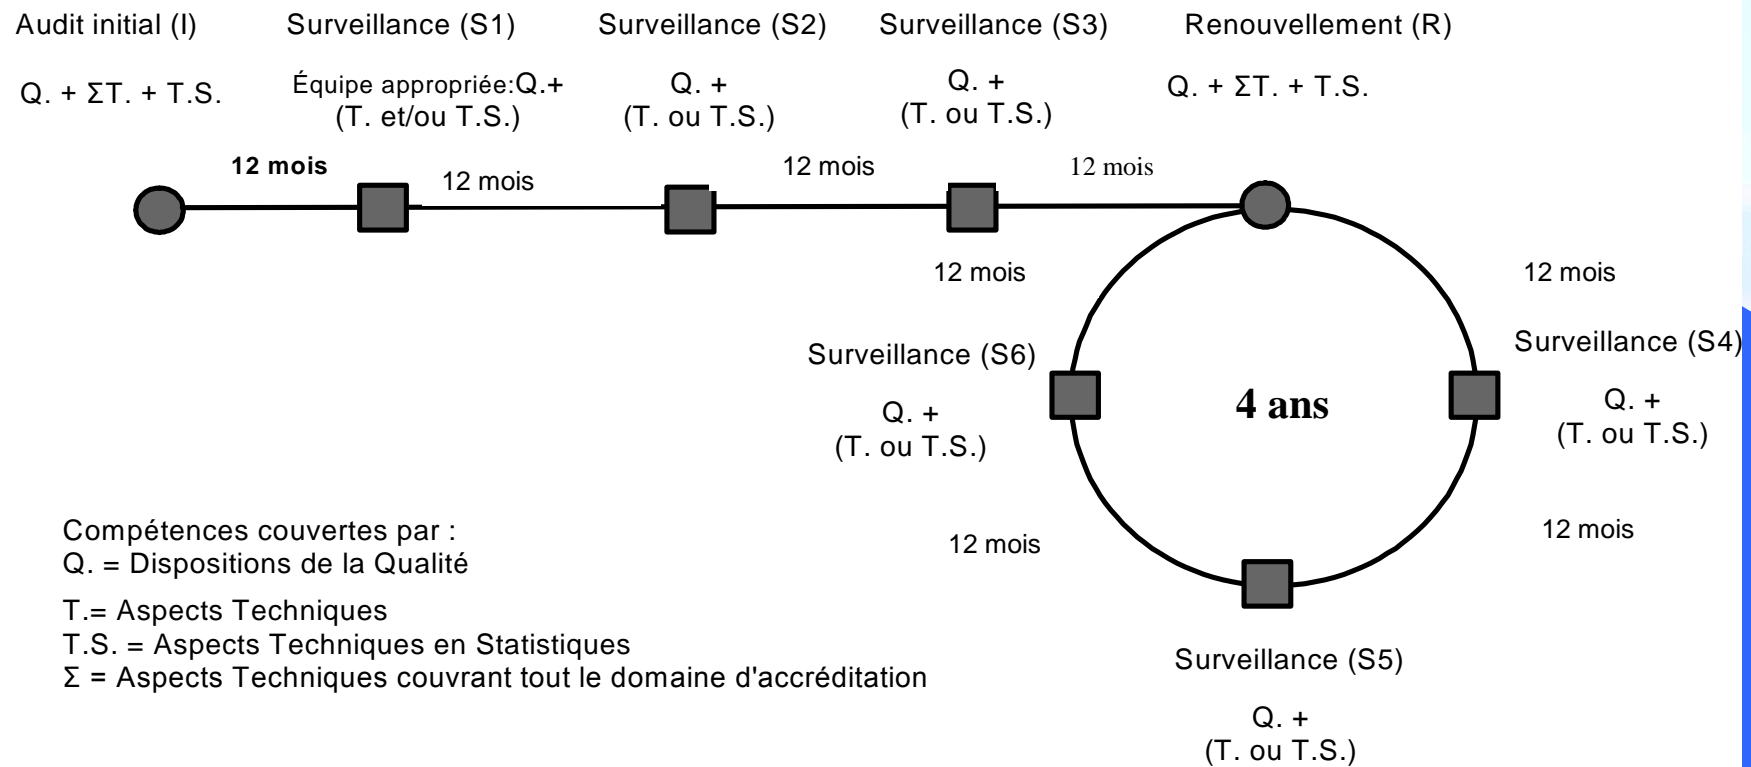 Audit initial (I)
Surveillance (S1)
Surveillance (S2)
Surveillance (S3)
Renouvellement (R)
Q. + ΣT. + T.S.
Équipe appropriée:Q.+
(T. et/ou T.S.)
Q. +
(T. ou T.S.)
Q. +
(T. ou T.S.)
Q. + ΣT. + T.S.
12 mois
12 mois
12 mois
12 mois
12 mois
12 mois
Surveillance (S6)
Q. +
(T. ou T.S.)
4 ans
Surveillance (S4)
Q. +
(T. ou T.S.)
12 mois
12 mois
Surveillance (S5)
Q. +
(T. ou T.S.)
Compétences couvertes par :
Q. = Dispositions de la Qualité
T.= Aspects Techniques
T.S. = Aspects Techniques en Statistiques
Σ = Aspects Techniques couvrant tout le domaine d'accréditation